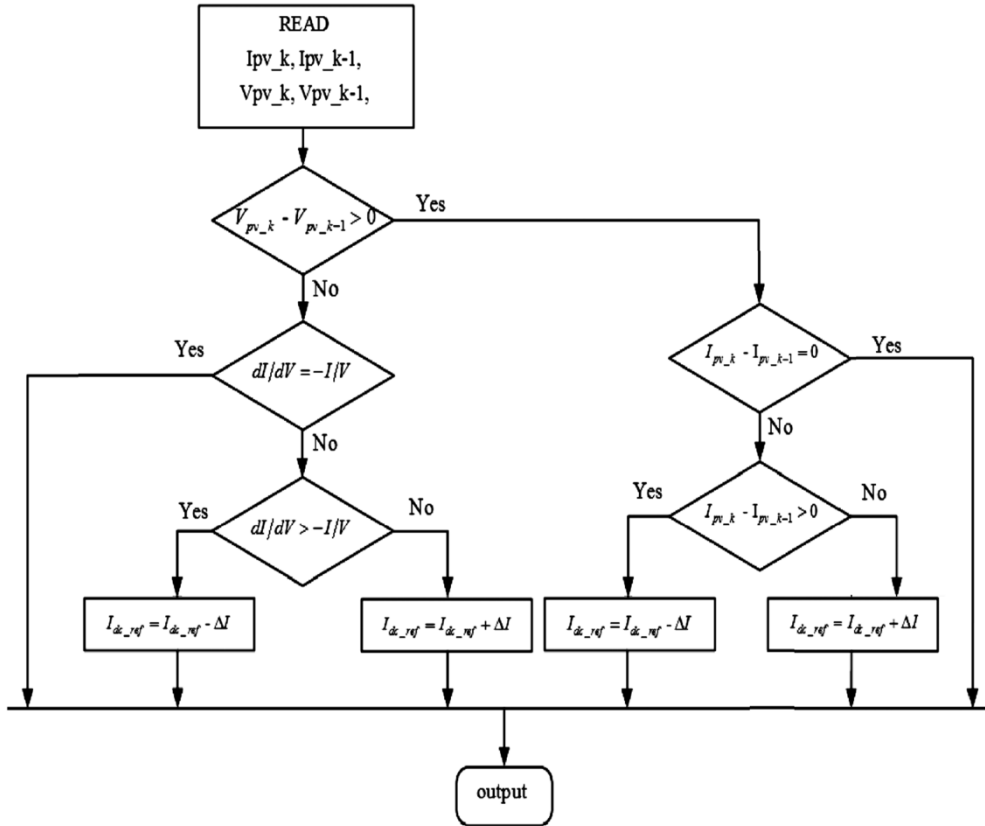 READ
Ipv_k, Ipv_k-1,
Vpv_k, Vpv_k-1,
V_pv_k - V_pv_k-1 > 0
Yes
No
Yes
dI/dV = -I/V
I_pv_k - I_pv_k-1 = 0
Yes
No
No
Yes
dI/dV > -I/V
No
Yes
I_pv_k - I_pv_k-1 > 0
No
I_dc_ref = I_dc_ref - ΔI
I_dc_ref = I_dc_ref + ΔI
I_dc_ref = I_dc_ref - ΔI
I_dc_ref = I_dc_ref + ΔI
output